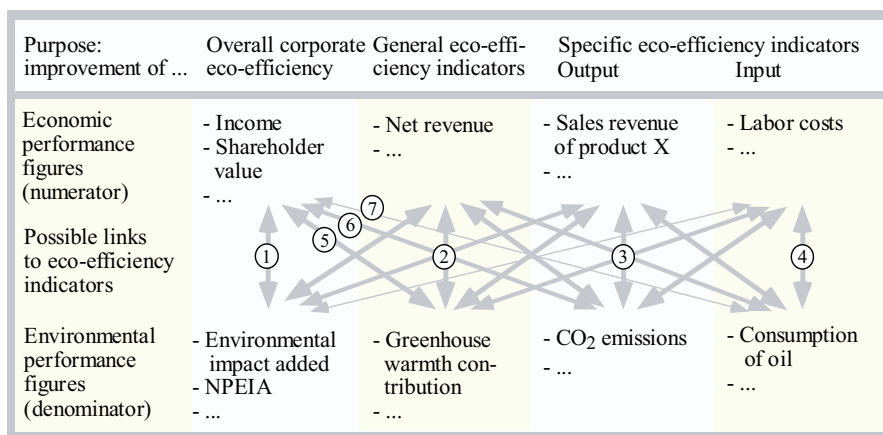 Purpose:
improvement of ...
Overall corporate
eco-efficiency
General eco-effi-
ciency indicators
Specific eco-efficiency indicators
Output
Input
Economic
performance
figures
(numerator)
- Income
- Shareholder
value
- ...
- Net revenue
- ...
- Sales revenue
of product X
- ...
- Labor costs
- ...
Possible links
to eco-efficiency
indicators
1
5
6
7
2
3
4
Environmental
performance
figures
(denominator)
- Environmental
impact added
- NPEIA
- ...
- Greenhouse
warmth con-
tribution
- ...
- CO2 emissions
- ...
- Consumption
of oil
- ...